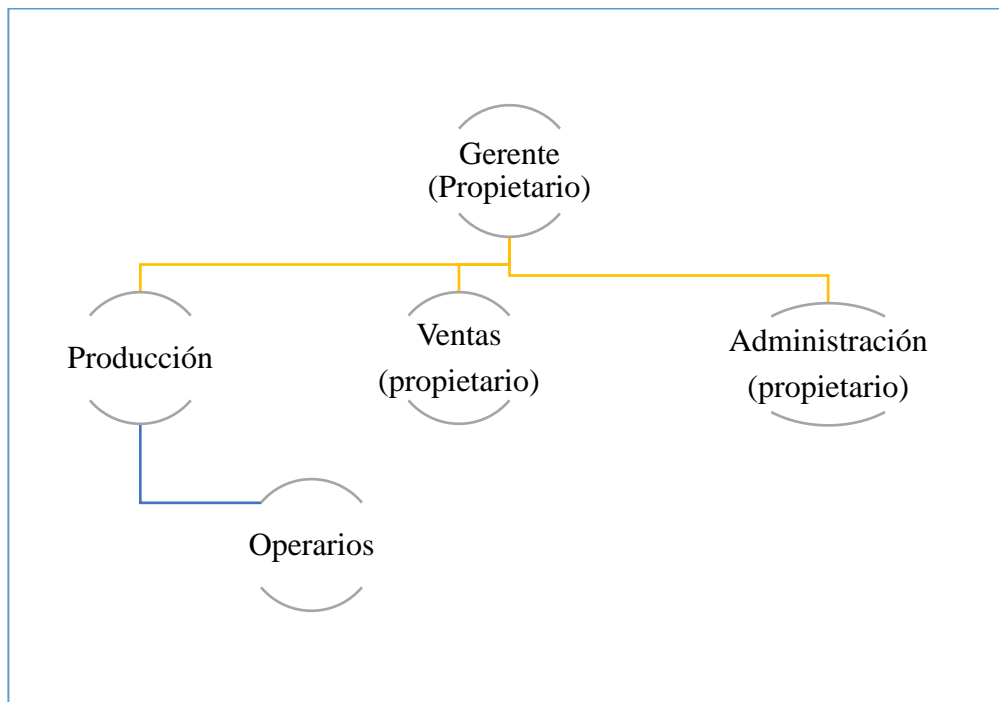 Gerente
(Propietario)
Producción
Ventas
(propietario)
Administración
(propietario)
Operarios